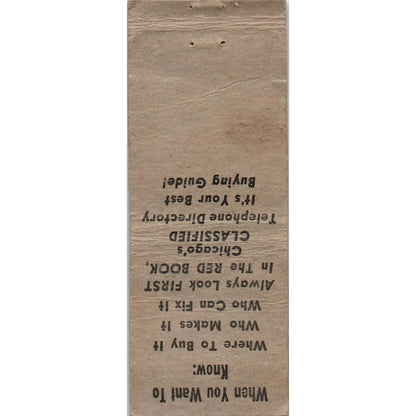 When You Want To
Know:
Where To Buy It
Who Makes It
Who Can Fix It
Always Look FIRST
In The RED BOOK,
Chicago's
CLASSIFIED
Telephone Directory
It's Your Best
Buying Guide!